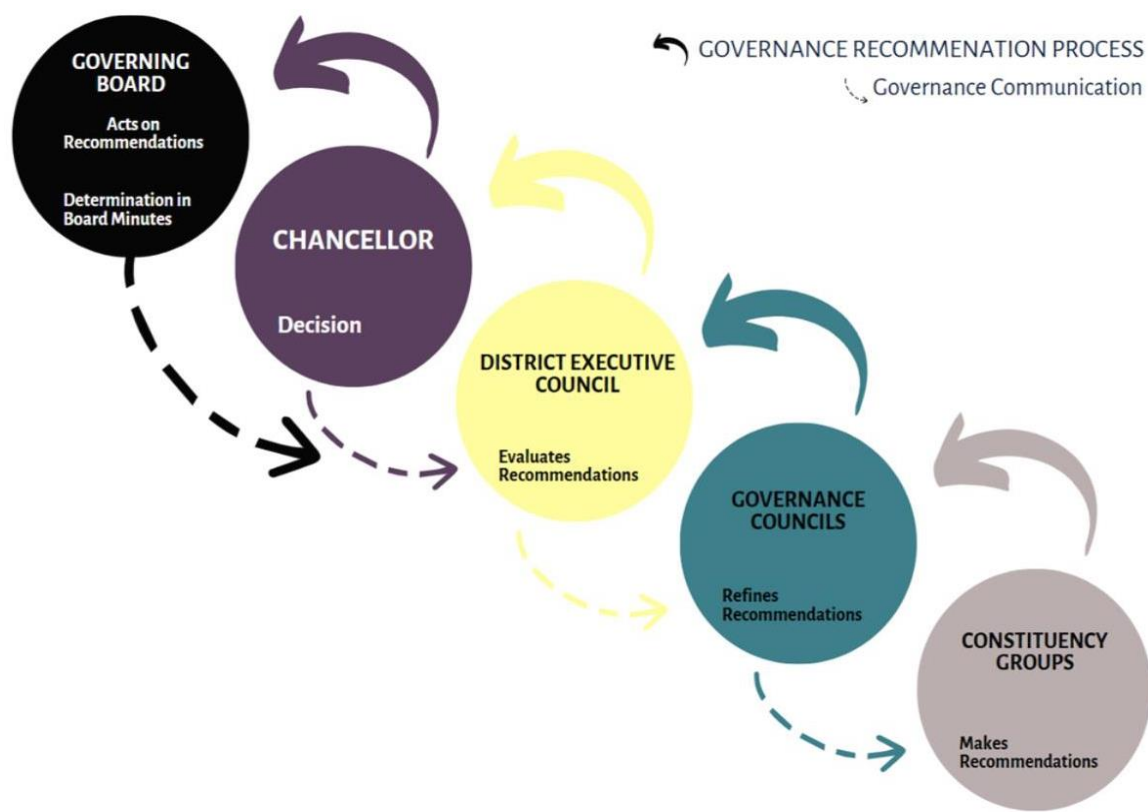 GOVERNANCE RECOMMENATION PROCESS
Governance Communication
GOVERNING
BOARD
Acts on
Recommendations
Determination in
Board Minutes
CHANCELLOR
Decision
DISTRICT EXECUTIVE
COUNCIL
Evaluates
Recommendations
GOVERNANCE
COUNCILS
Refines
Recommendations
CONSTITUENCY
GROUPS
Makes
Recommendations